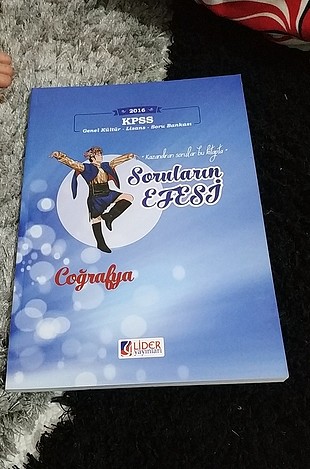 2016
KPSS
Genel Kültür - Lisans - Soru Bankası
- Kazandıran sorular bu kitapta -
Soruların
EFESİ
Coğrafya
LİDER
yayınları